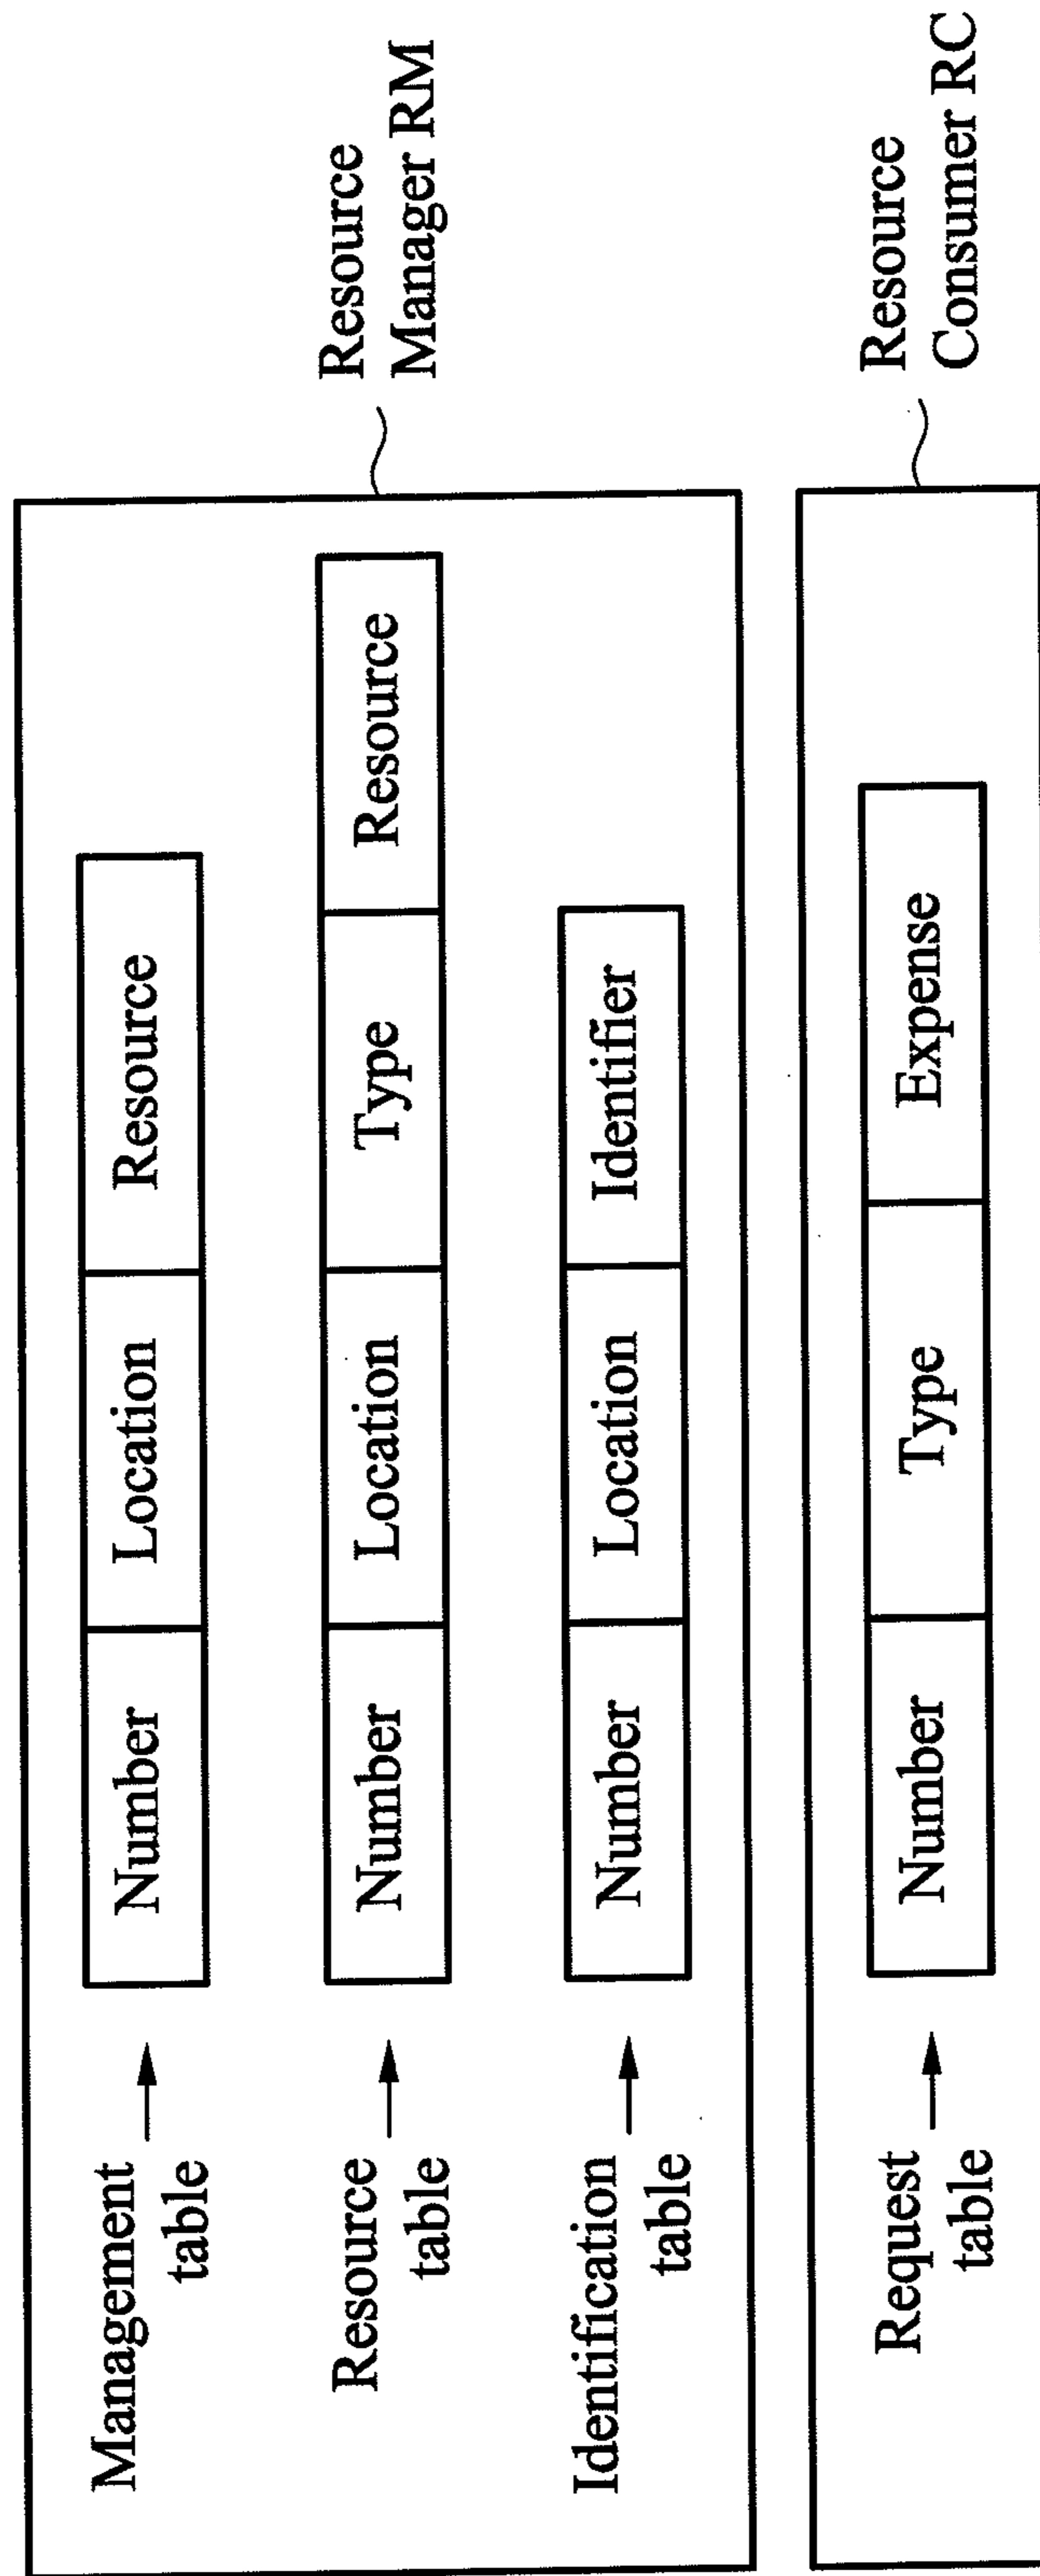 Management
table
Number Location Resource
Resource
table
Number Location Type Resource
Identification
table
Number Location Identifier
Resource
Manager RM
Request
table
Number Type Expense
Resource
Consumer RC